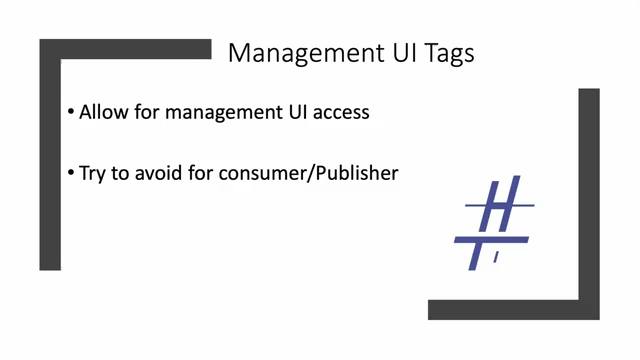 Management UI Tags
• Allow for management UI access
• Try to avoid for consumer/Publisher